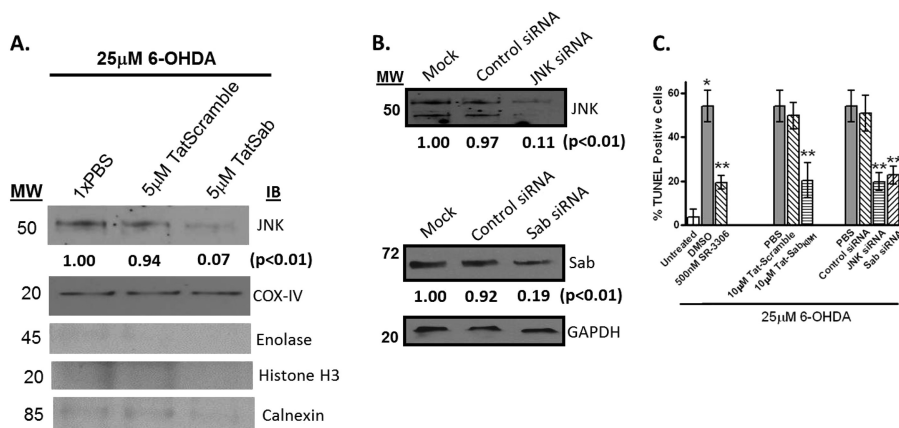 A.
25µM 6-OHDA
MW
1xPBS
5µM TatScramble
5µM TatSab
IB
50
JNK
1.00 0.94 0.07 (p<0.01)
20
COX-IV
45
Enolase
20
Histone H3
85
Calnexin
B.
MW
Mock
Control siRNA
JNK siRNA
50
JNK
1.00 0.97 0.11 (p<0.01)
Mock
Control siRNA
Sab siRNA
72
Sab
1.00 0.92 0.19 (p<0.01)
20
GAPDH
C.
% TUNEL Positive Cells
60
40
20
0
*
**
**
**
**
Untreated
DMSO
500nM SR-3306
PBS
10µM Tat-Scramble
10µM Tat-SabKIM1
PBS
Control siRNA
JNK siRNA
Sab siRNA
25µM 6-OHDA